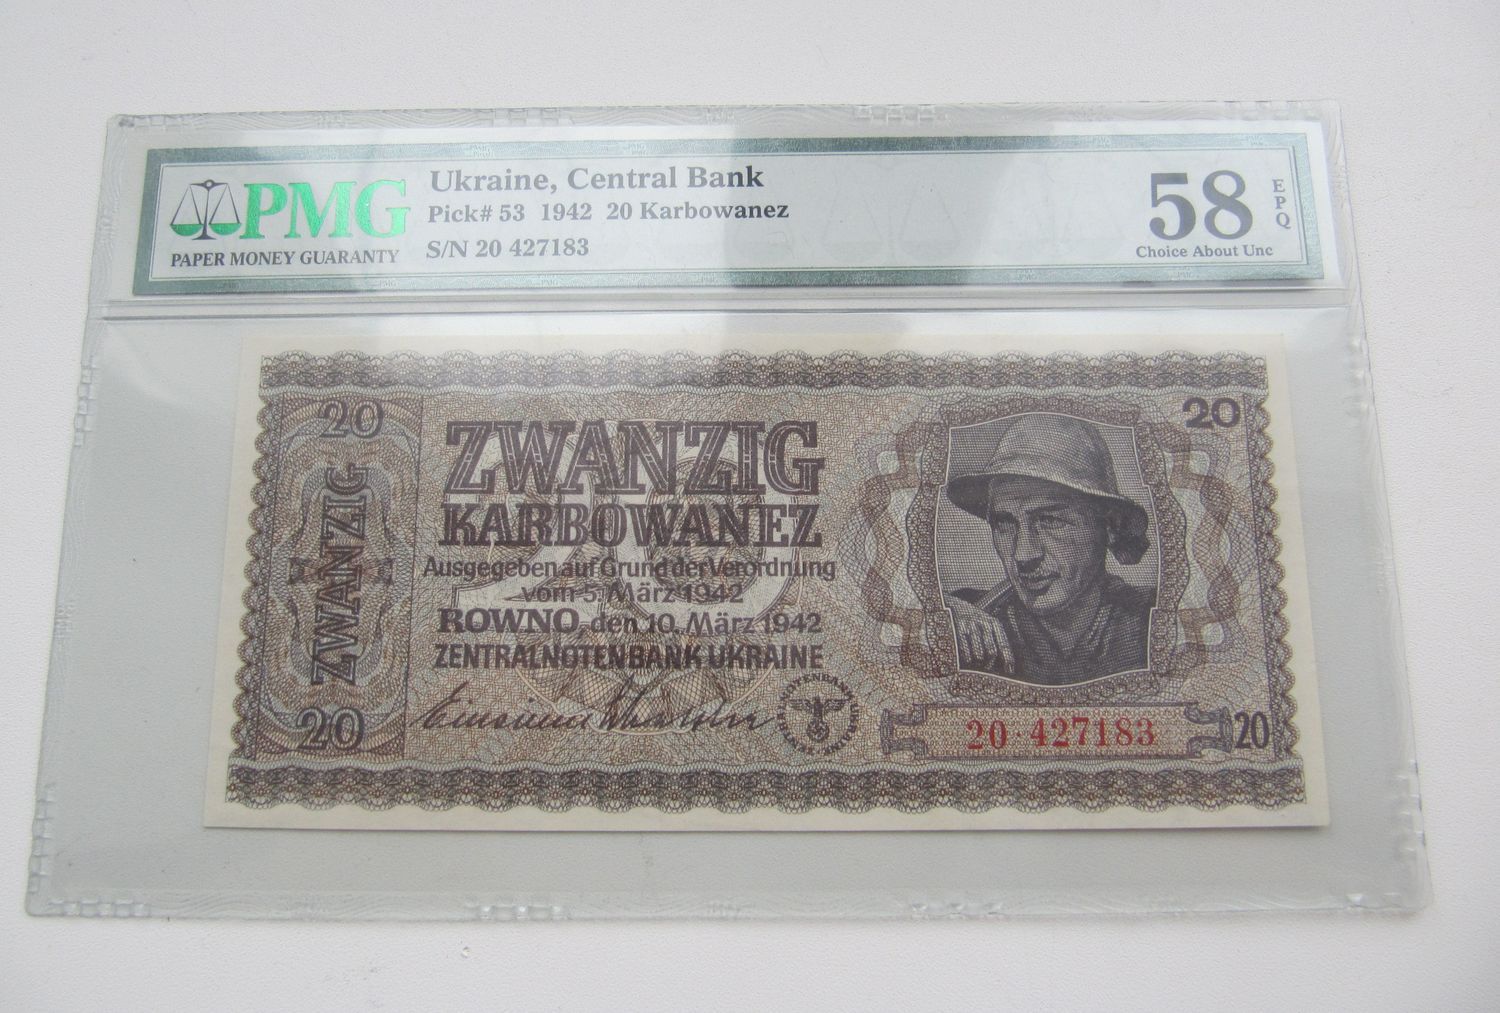 PMG
PAPER MONEY GUARANTY
Ukraine, Central Bank
Pick# 53 1942 20 Karbowanez
S/N 20 427183
58
EPQ
Choice About Unc
20
ZWANZIG
20
ZWANZIG
KARBOWANEZ
Ausgegeben auf Grund der Verordnung
vom 5. März 1942
ROWNO, den 10. März 1942
ZENTRALNOTENBANK UKRAINE
20
20
20 · 427183
20